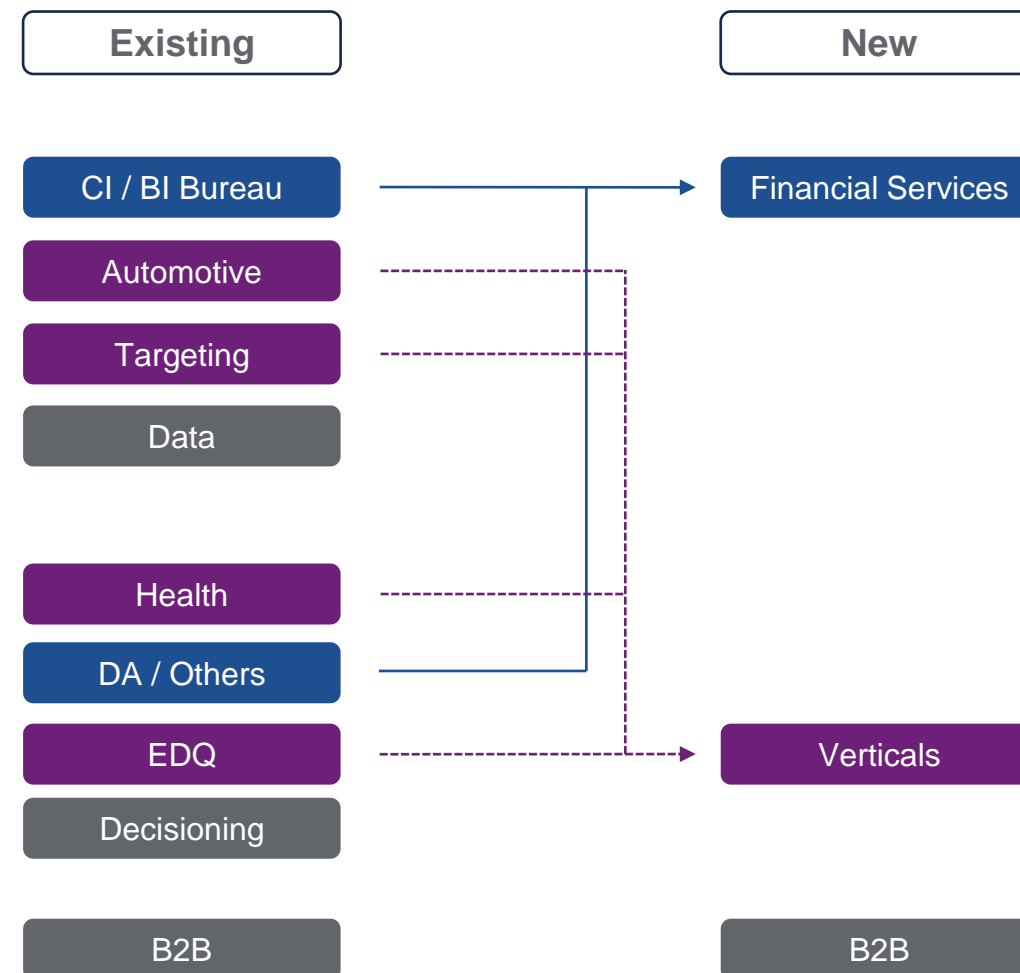 Existing
New
CI / BI Bureau
Financial Services
Automotive
Targeting
Data
Health
DA / Others
EDQ
Verticals
Decisioning
B2B
B2B